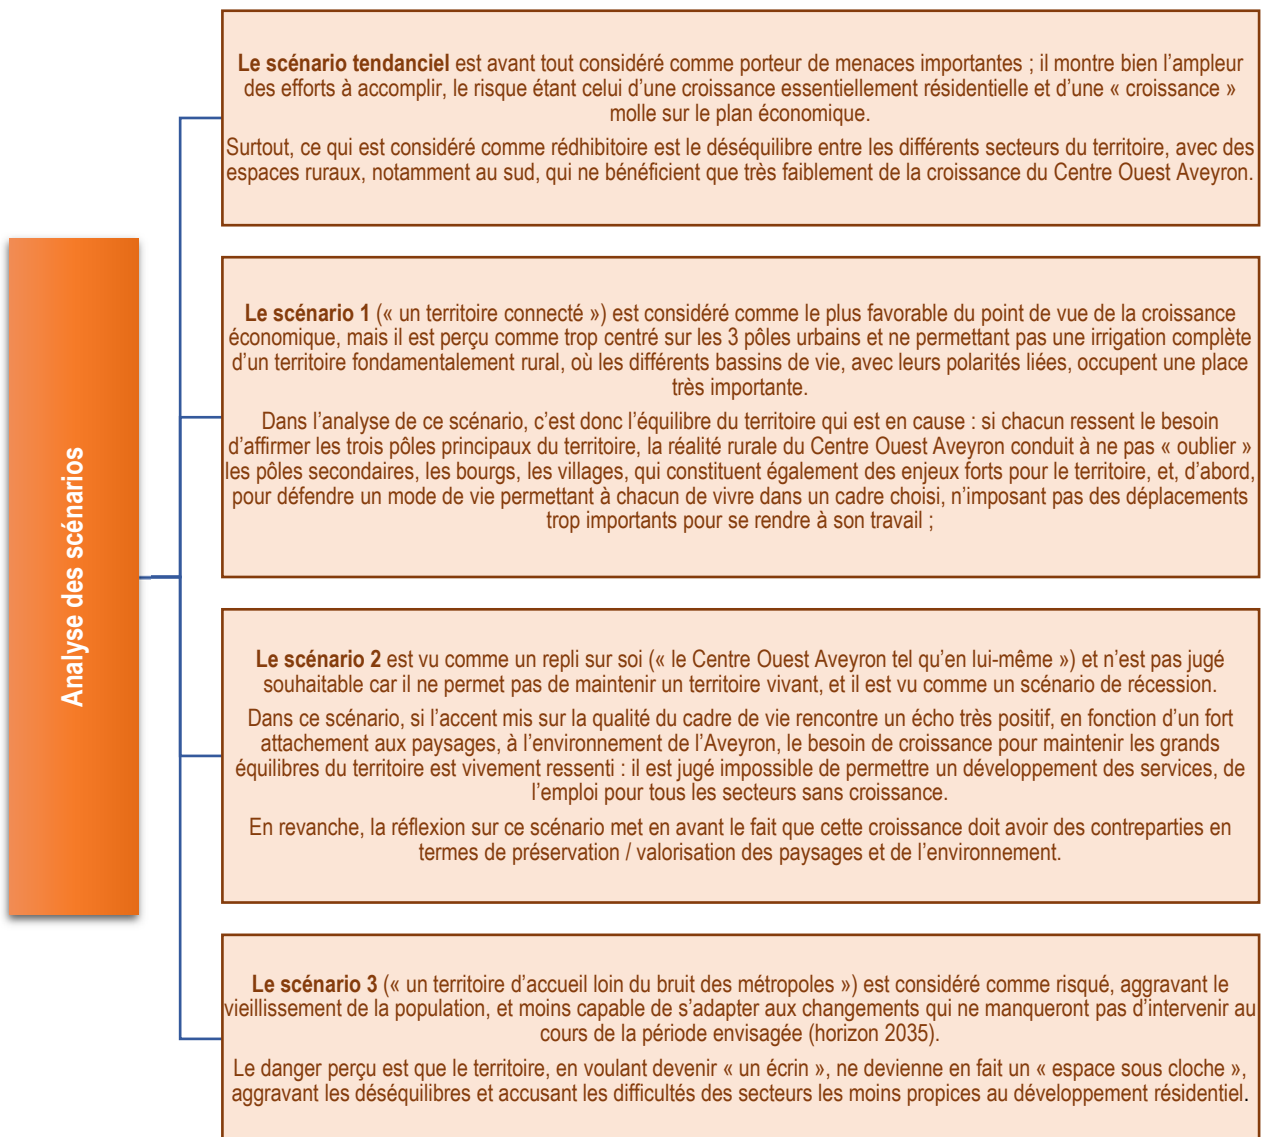 Analyse des scénarios
Le scénario tendanciel est avant tout considéré comme porteur de menaces importantes ; il montre bien l’ampleur
des efforts à accomplir, le risque étant celui d’une croissance essentiellement résidentielle et d’une « croissance »
molle sur le plan économique.
Surtout, ce qui est considéré comme rédhibitoire est le déséquilibre entre les différents secteurs du territoire, avec des
espaces ruraux, notamment au sud, qui ne bénéficient que très faiblement de la croissance du Centre Ouest Aveyron.
Le scénario 1 (« un territoire connecté ») est considéré comme le plus favorable du point de vue de la croissance
économique, mais il est perçu comme trop centré sur les 3 pôles urbains et ne permettant pas une irrigation complète
d’un territoire fondamentalement rural, où les différents bassins de vie, avec leurs polarités liées, occupent une place
très importante.
Dans l’analyse de ce scénario, c’est donc l’équilibre du territoire qui est en cause : si chacun ressent le besoin
d’affirmer les trois pôles principaux du territoire, la réalité rurale du Centre Ouest Aveyron conduit à ne pas « oublier »
les pôles secondaires, les bourgs, les villages, qui constituent également des enjeux forts pour le territoire, et, d’abord,
pour défendre un mode de vie permettant à chacun de vivre dans un cadre choisi, n’imposant pas des déplacements
trop importants pour se rendre à son travail ;
Le scénario 2 est vu comme un repli sur soi (« le Centre Ouest Aveyron tel qu’en lui-même ») et n’est pas jugé
souhaitable car il ne permet pas de maintenir un territoire vivant, et il est vu comme un scénario de récession.
Dans ce scénario, si l’accent mis sur la qualité du cadre de vie rencontre un écho très positif, en fonction d’un fort
attachement aux paysages, à l’environnement de l’Aveyron, le besoin de croissance pour maintenir les grands
équilibres du territoire est vivement ressenti : il est jugé impossible de permettre un développement des services, de
l’emploi pour tous les secteurs sans croissance.
En revanche, la réflexion sur ce scénario met en avant le fait que cette croissance doit avoir des contreparties en
termes de préservation / valorisation des paysages et de l’environnement.
Le scénario 3 (« un territoire d’accueil loin du bruit des métropoles ») est considéré comme risqué, aggravant le
vieillissement de la population, et moins capable de s’adapter aux changements qui ne manqueront pas d’intervenir au
cours de la période envisagée (horizon 2035).
Le danger perçu est que le territoire, en voulant devenir « un écrin », ne devienne en fait un « espace sous cloche »,
aggravant les déséquilibres et accusant les difficultés des secteurs les moins propices au développement résidentiel.